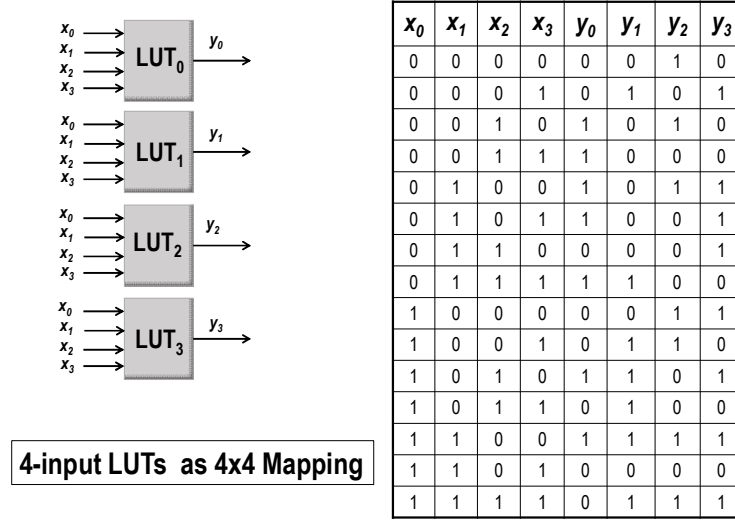 x0
x1
x2
x3
LUT0
y0
x0
x1
x2
x3
LUT1
y1
x0
x1
x2
x3
LUT2
y2
x0
x1
x2
x3
LUT3
y3
4-input LUTs as 4x4 Mapping
x0 x1 x2 x3 y0 y1 y2 y3
0 0 0 0 0 0 1 0
0 0 0 1 0 1 0 1
0 0 1 0 1 0 1 0
0 0 1 1 1 0 0 0
0 1 0 0 1 0 1 1
0 1 0 1 1 0 0 1
0 1 1 0 0 0 0 1
0 1 1 1 1 1 0 0
1 0 0 0 0 0 1 1
1 0 0 1 0 1 1 0
1 0 1 0 1 1 0 1
1 0 1 1 0 1 0 0
1 1 0 0 1 1 1 1
1 1 0 1 0 0 0 0
1 1 1 1 0 1 1 1